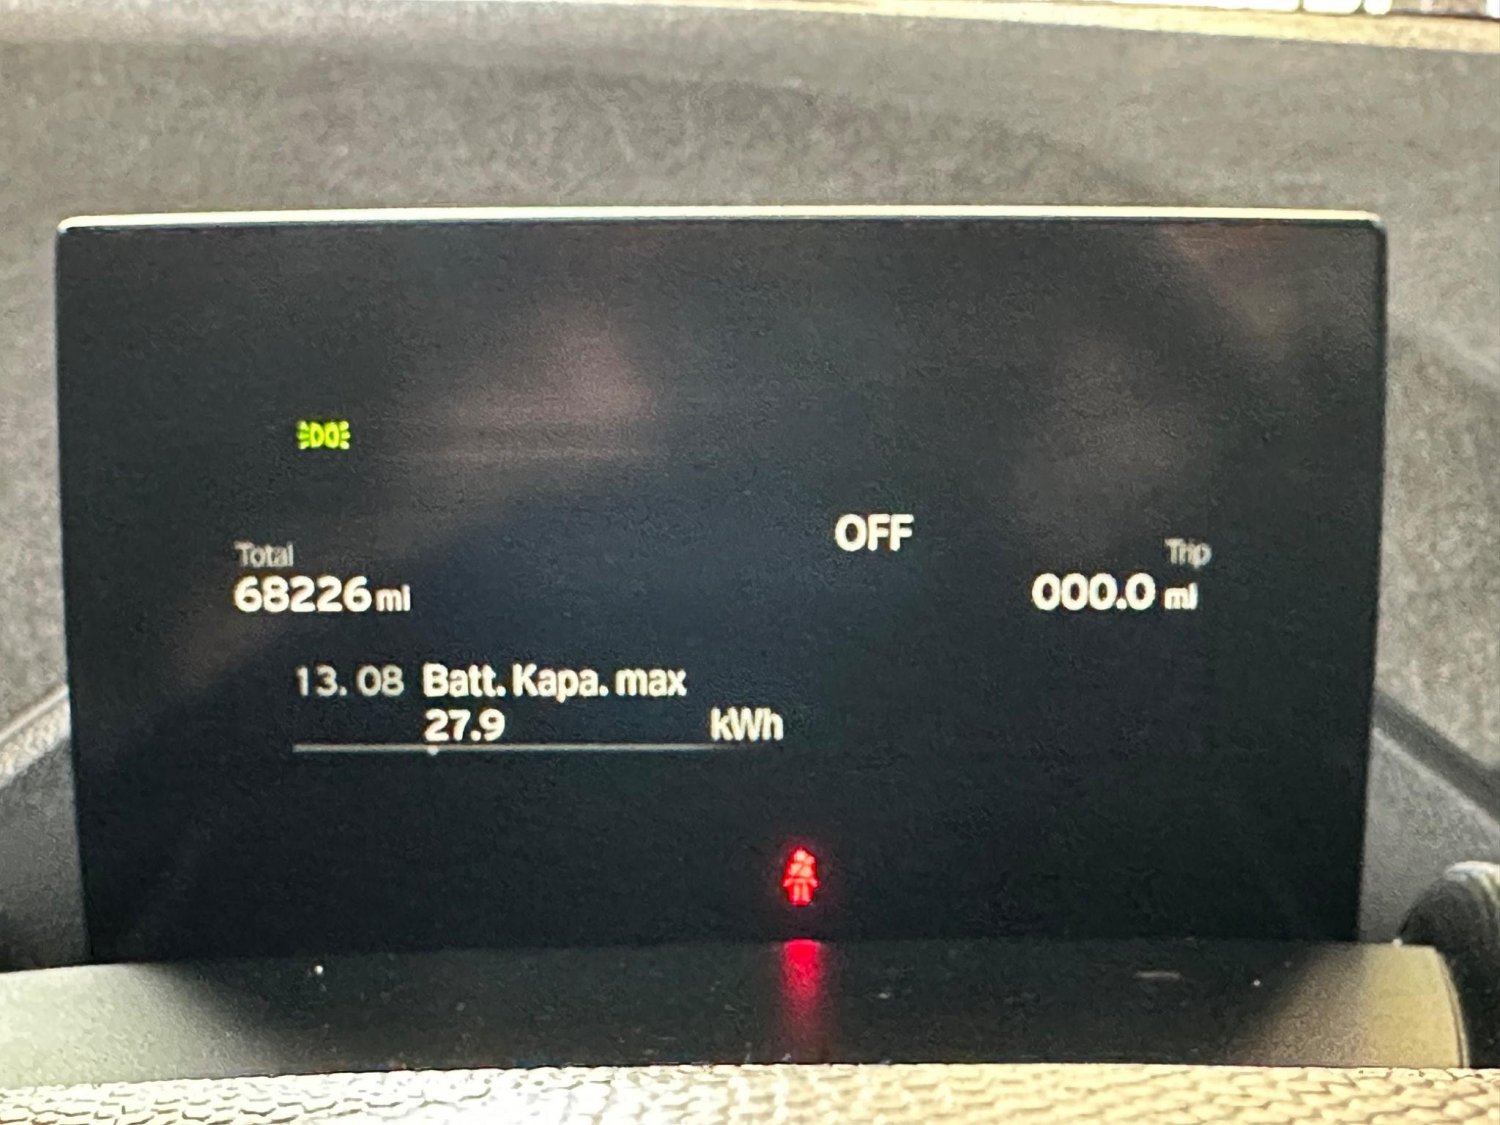 OFF
Total
68226 mi
Trip
000.0 mi
13. 08 Batt. Kapa. max
27.9 kWh